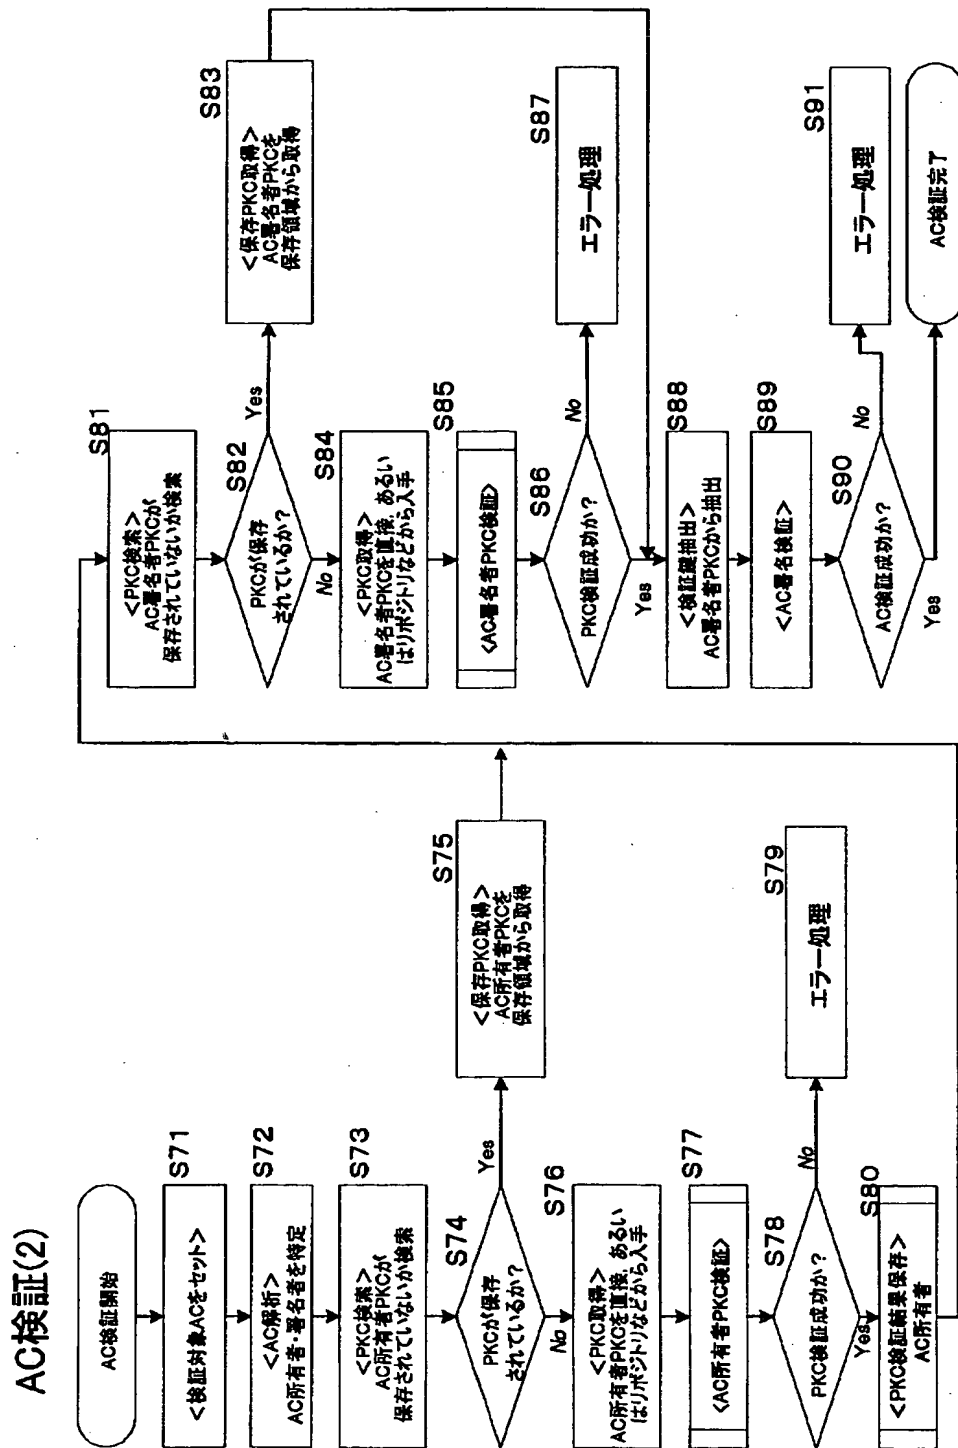 AC検証(2)
AC検証開始
S71
<検証対象ACをセット>
S72
<AC解析>
AC所有者・署名者を特定
S73
<PKC検索>
AC所有者PKCが
保存されていないか検索
S74
PKCが保存
されているか?
Yes
No
S75
<保存PKC取得>
AC所有者PKCを
保存領域から取得
S76
<PKC取得>
AC所有者PKCを直接、あるい
はリポジトリなどから入手
S77
<AC所有者PKC検証>
S78
PKC検証成功か?
No
Yes
S79
エラー処理
S80
<PKC検証結果保存>
AC所有者
S81
<PKC検索>
AC署名者PKCが
保存されていないか検索
S82
PKCが保存
されているか?
Yes
No
S83
<保存PKC取得>
AC署名者PKCを
保存領域から取得
S84
<PKC取得>
AC署名者PKCを直接、あるい
はリポジトリなどから入手
S85
<AC署名者PKC検証>
S86
PKC検証成功か?
No
Yes
S87
エラー処理
S88
<検証鍵抽出>
AC署名者PKCから抽出
S89
<AC署名検証>
S90
AC検証成功か?
No
Yes
S91
エラー処理
AC検証完了